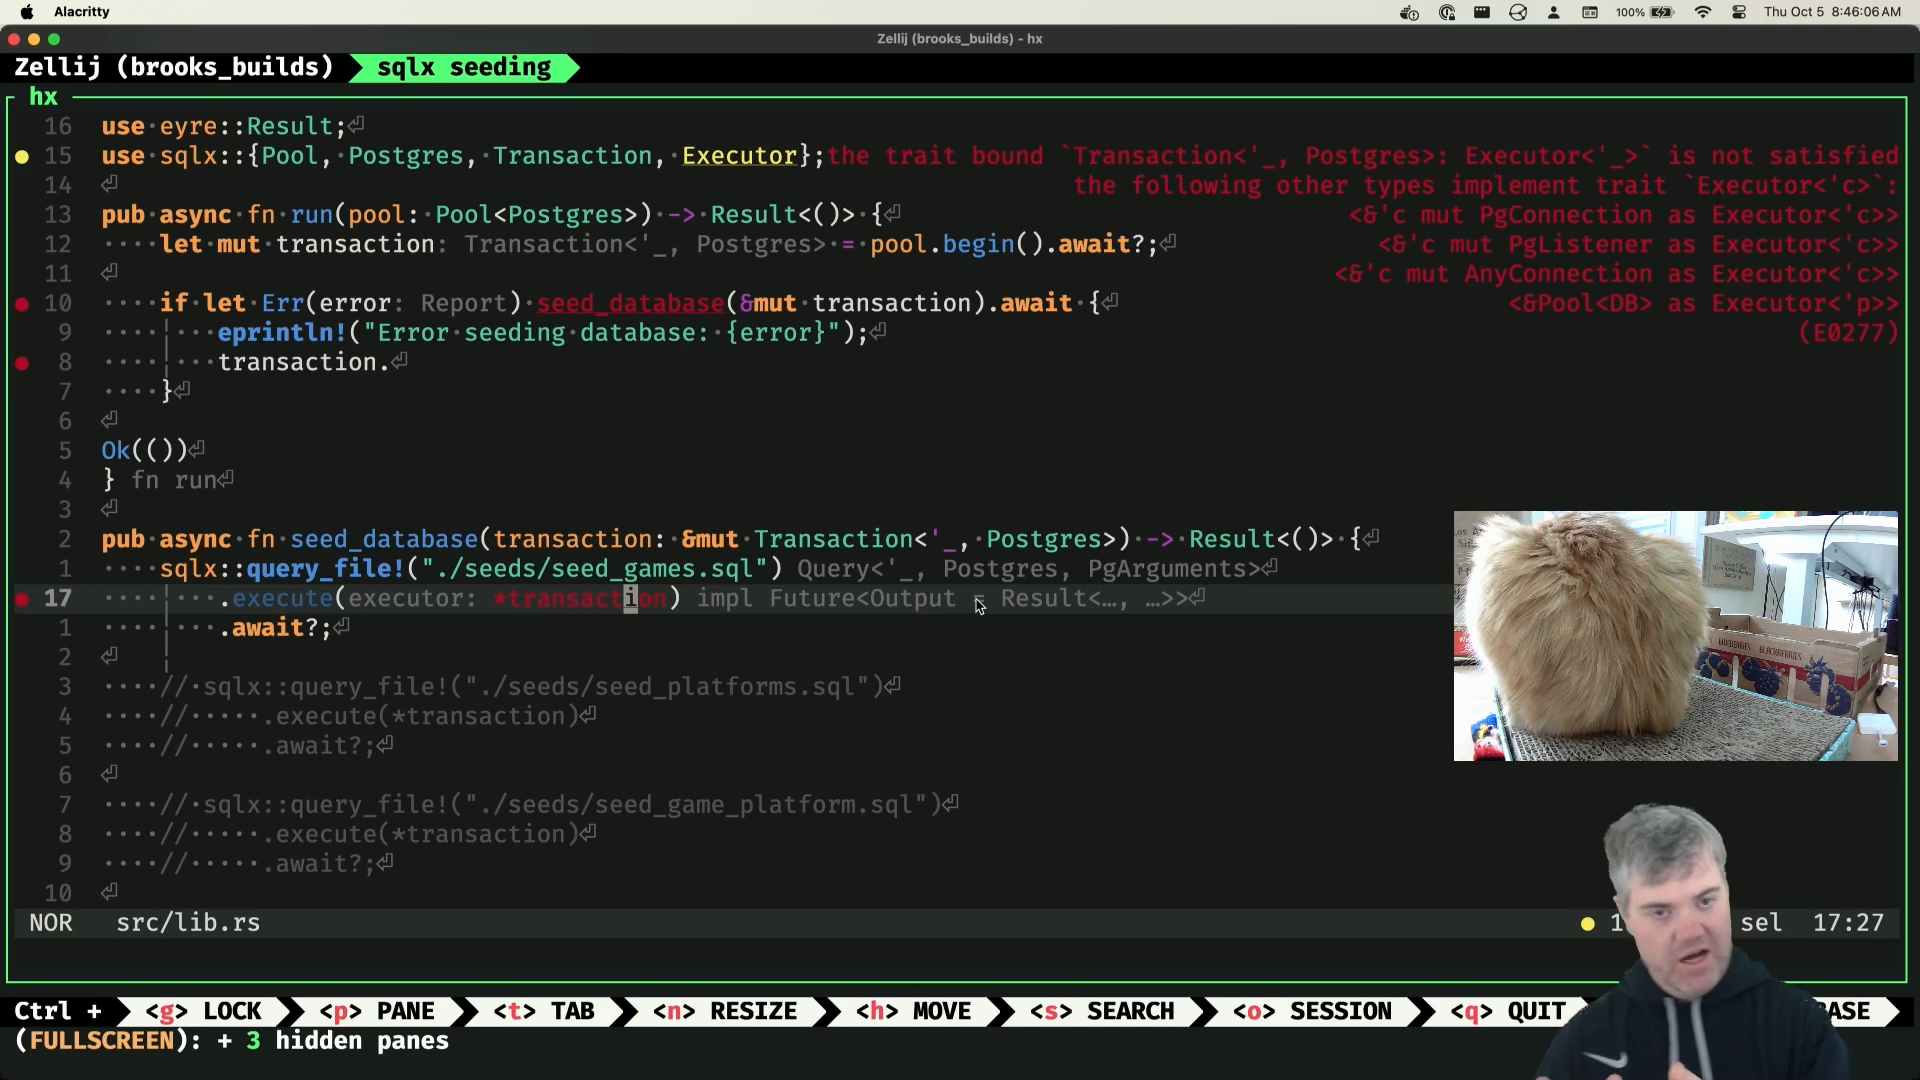 Alacritty
100%
Thu Oct 5 8:46:06 AM
Zellij (brooks_builds) - hx
Zellij (brooks_builds) sqlx seeding
hx
16 use·eyre::Result;⏎
15 use·sqlx::{Pool,·Postgres,·Transaction,·Executor}; the trait bound `Transaction<'_, Postgres>: Executor<'_>` is not satisfied
14 ⏎ the following other types implement trait `Executor<'c>`:
13 pub·async·fn·run(pool:·Pool<Postgres>)·->·Result<()>·{⏎ <&'c mut PgConnection as Executor<'c>>
12 ····let·mut·transaction: Transaction<'_, Postgres>·=·pool.begin().await?;⏎ <&'c mut PgListener as Executor<'c>>
11 ⏎ <&'c mut AnyConnection as Executor<'c>>
10 ····if·let·Err(error: Report)·seed_database(&mut·transaction).await·{⏎ <&Pool<DB> as Executor<'p>>
9 ····¦···eprintln!("Error·seeding·database:·{error}");⏎ (E0277)
8 ····¦···transaction.⏎
7 ····}⏎
6 ⏎
5 Ok(())⏎
4 } fn run⏎
3 ⏎
2 pub·async·fn·seed_database(transaction:·&mut·Transaction<'_,·Postgres>)·->·Result<()>·{⏎
1 ····sqlx::query_file!("./seeds/seed_games.sql") Query<'_, Postgres, PgArguments>⏎
17 ····¦···.execute(executor: *transaction) impl Future<Output = Result<…, …>>⏎
1 ····¦···.await?;⏎
2 ⏎
3 ····//·sqlx::query_file!("./seeds/seed_platforms.sql")⏎
4 ····//·····.execute(*transaction)⏎
5 ····//·····.await?;⏎
6 ⏎
7 ····//·sqlx::query_file!("./seeds/seed_game_platform.sql")⏎
8 ····//·····.execute(*transaction)⏎
9 ····//·····.await?;⏎
10 ⏎
BLACKBERRIES
NOR src/lib.rs sel 17:27
Ctrl + <g> LOCK <p> PANE <t> TAB <n> RESIZE <h> MOVE <s> SEARCH <o> SESSION <q> QUIT
(FULLSCREEN): + 3 hidden panes